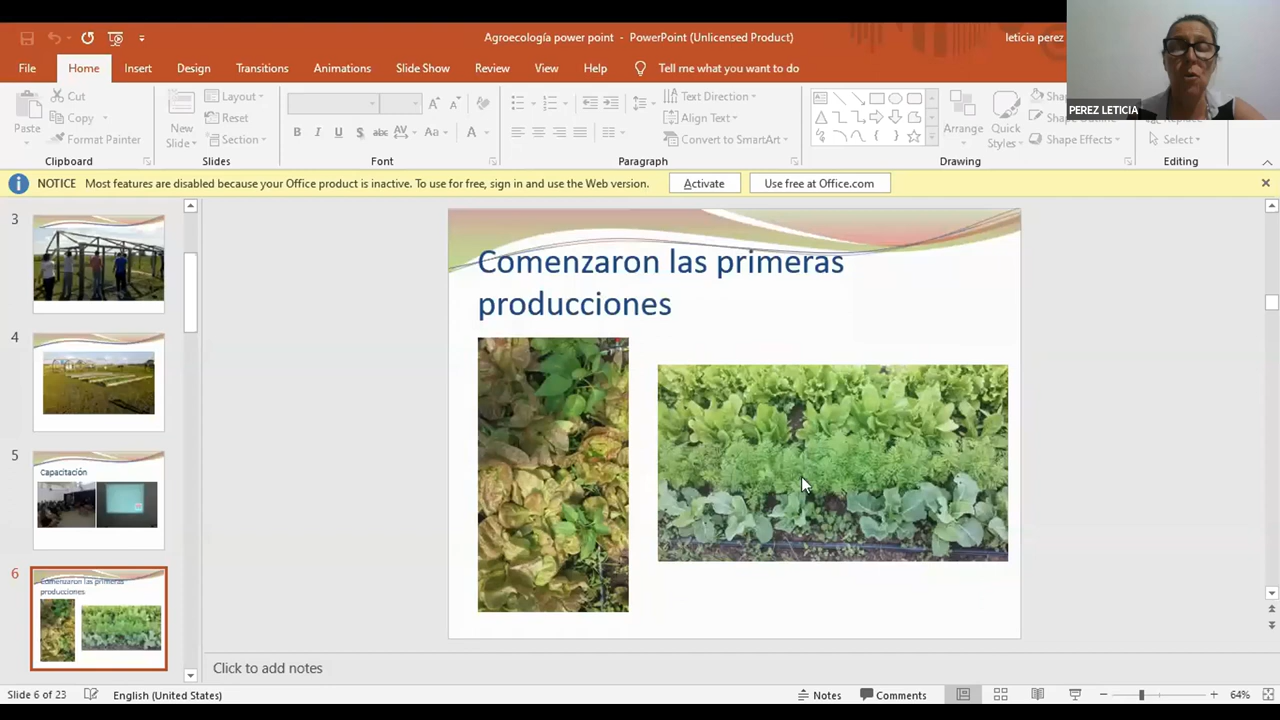 Agroecología power point - PowerPoint (Unlicensed Product)
leticia perez
File Home Insert Design Transitions Animations Slide Show Review View Help Tell me what you want to do
Paste
Cut
Copy
Format Painter
Clipboard
New Slide
Layout
Reset
Section
Slides
Font
Text Direction
Align Text
Convert to SmartArt
Paragraph
Arrange
Quick Styles
Shape Effects
Drawing
Select
Editing
PEREZ LETICIA
NOTICE Most features are disabled because your Office product is inactive. To use for free, sign in and use the Web version. Activate Use free at Office.com
3
4
5
Capacitación
6
Comenzaron las primeras
producciones
Comenzaron las primeras
producciones
Click to add notes
Slide 6 of 23 English (United States) Notes Comments 64%